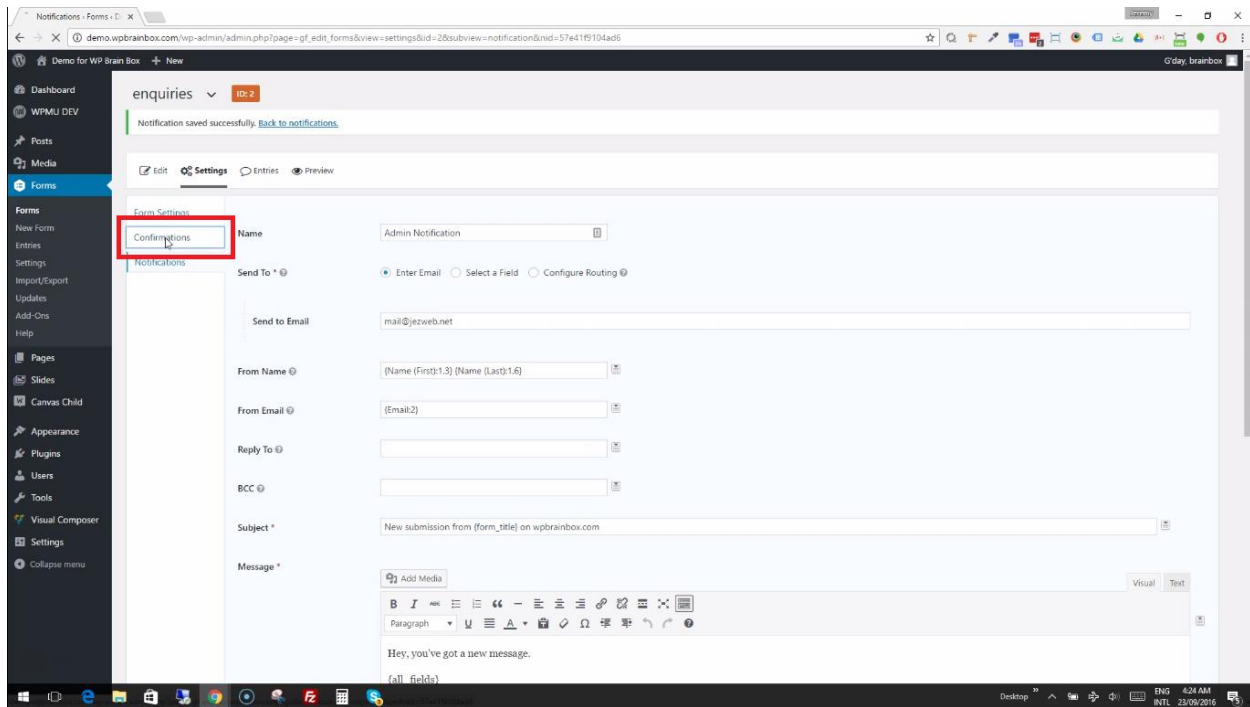 Notifications ‹ Forms ‹ D
demo.wpbrainbox.com/wp-admin/admin.php?page=gf_edit_forms&view=settings&id=2&subview=notification&nid=57e41f9104ad6
Demo for WP Brain Box + New
G'day, brainbox
Dashboard
WPMU DEV
Posts
Media
Forms
Forms
New Form
Entries
Settings
Import/Export
Updates
Add-Ons
Help
Pages
Slides
Canvas Child
Appearance
Plugins
Users
Tools
Visual Composer
Settings
Collapse menu
enquiries ID: 2
Notification saved successfully. Back to notifications.
Edit Settings Entries Preview
Form Settings
Confirmations
Notifications
Name Admin Notification
Send To * Enter Email Select a Field Configure Routing
Send to Email mail@jezweb.net
From Name {Name (First):1.3} {Name (Last):1.6}
From Email {Email:2}
Reply To
BCC
Subject * New submission from {form_title} on wpbrainbox.com
Message *
Add Media
Visual Text
B I ABC
Paragraph U A
Hey, you've got a new message.
{all_fields}
Desktop ENG 4:24 AM
INTL 23/09/2016